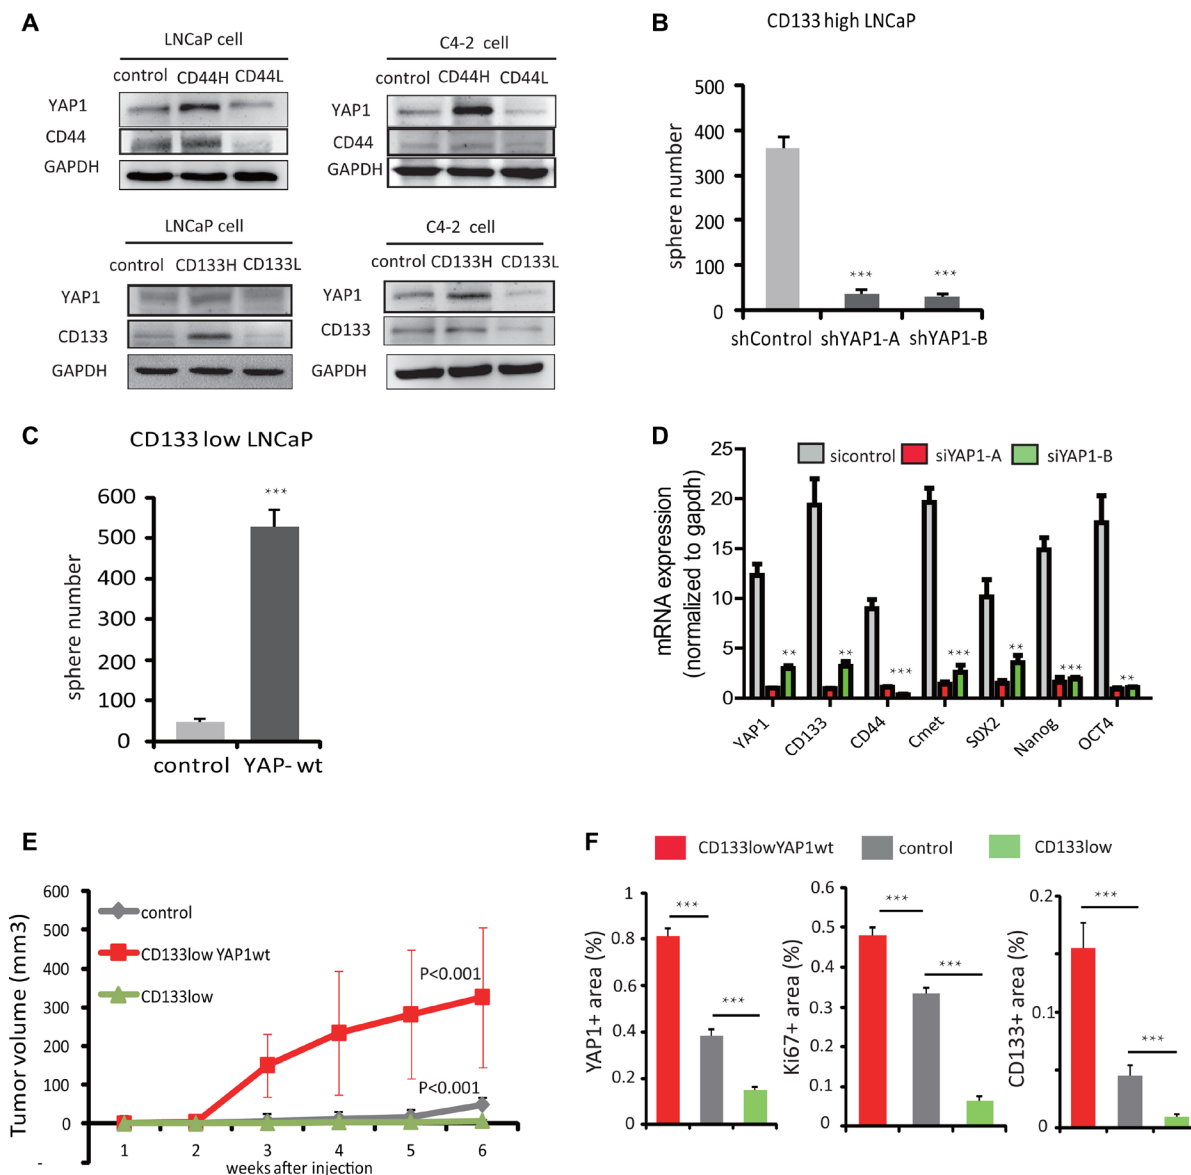 A
LNCaP cell
control CD44H CD44L
YAP1
CD44
GAPDH
C4-2 cell
control CD44H CD44L
YAP1
CD44
GAPDH
LNCaP cell
control CD133H CD133L
YAP1
CD133
GAPDH
C4-2 cell
control CD133H CD133L
YAP1
CD133
GAPDH
B
CD133 high LNCaP
sphere number
500
400
300
200
100
0
***
***
shControl shYAP1-A shYAP1-B
C
CD133 low LNCaP
sphere number
600
500
400
300
200
100
0
***
control YAP- wt
D
sicontrol siYAP1-A siYAP1-B
mRNA expression
(normalized to gapdh)
25
20
15
10
5
0
** ** *** *** ** *** **
YAP1 CD133 CD44 Cmet SOX2 Nanog OCT4
E
Tumor volume (mm3)
600
500
400
300
200
100
0
-
control
CD133low YAP1wt
CD133low
P<0.001
P<0.001
1 2 3 4 5 6
weeks after injection
F
CD133lowYAP1wt control CD133low
YAP1+ area (%)
1
0.8
0.6
0.4
0.2
0
***
***
Ki67+ area (%)
0.6
0.5
0.4
0.3
0.2
0.1
0
***
***
CD133+ area (%)
0.2
0.1
0
***
***